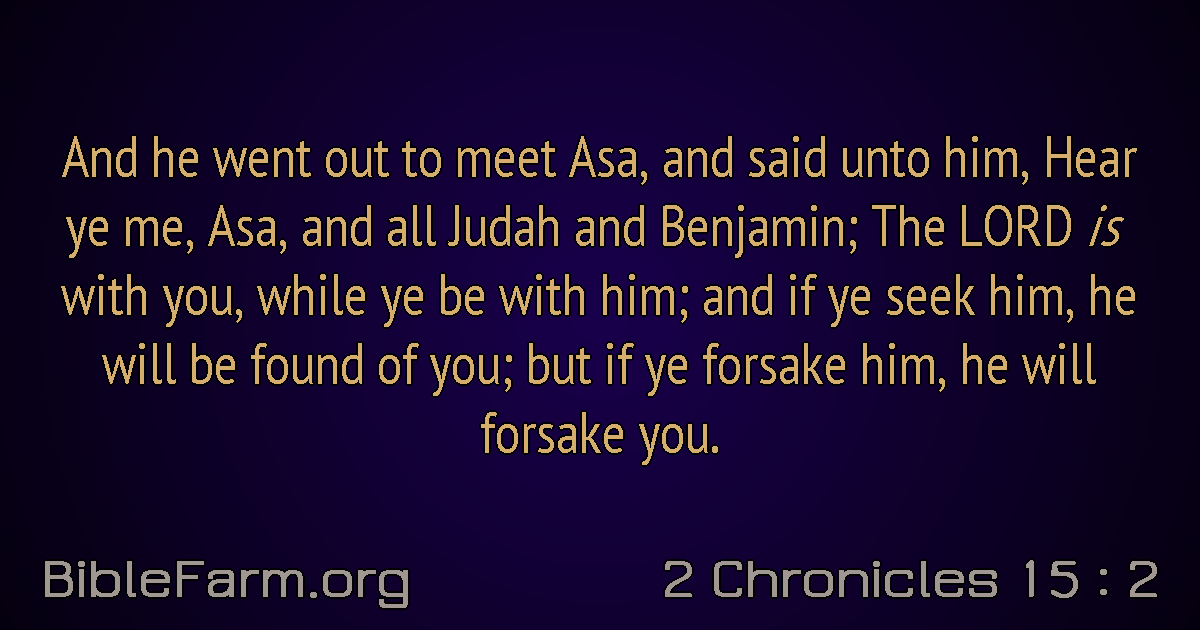 And he went out to meet Asa, and said unto him, Hear
ye me, Asa, and all Judah and Benjamin; The LORD is
with you, while ye be with him; and if ye seek him, he
will be found of you; but if ye forsake him, he will
forsake you.
BibleFarm.org
2 Chronicles 15 : 2